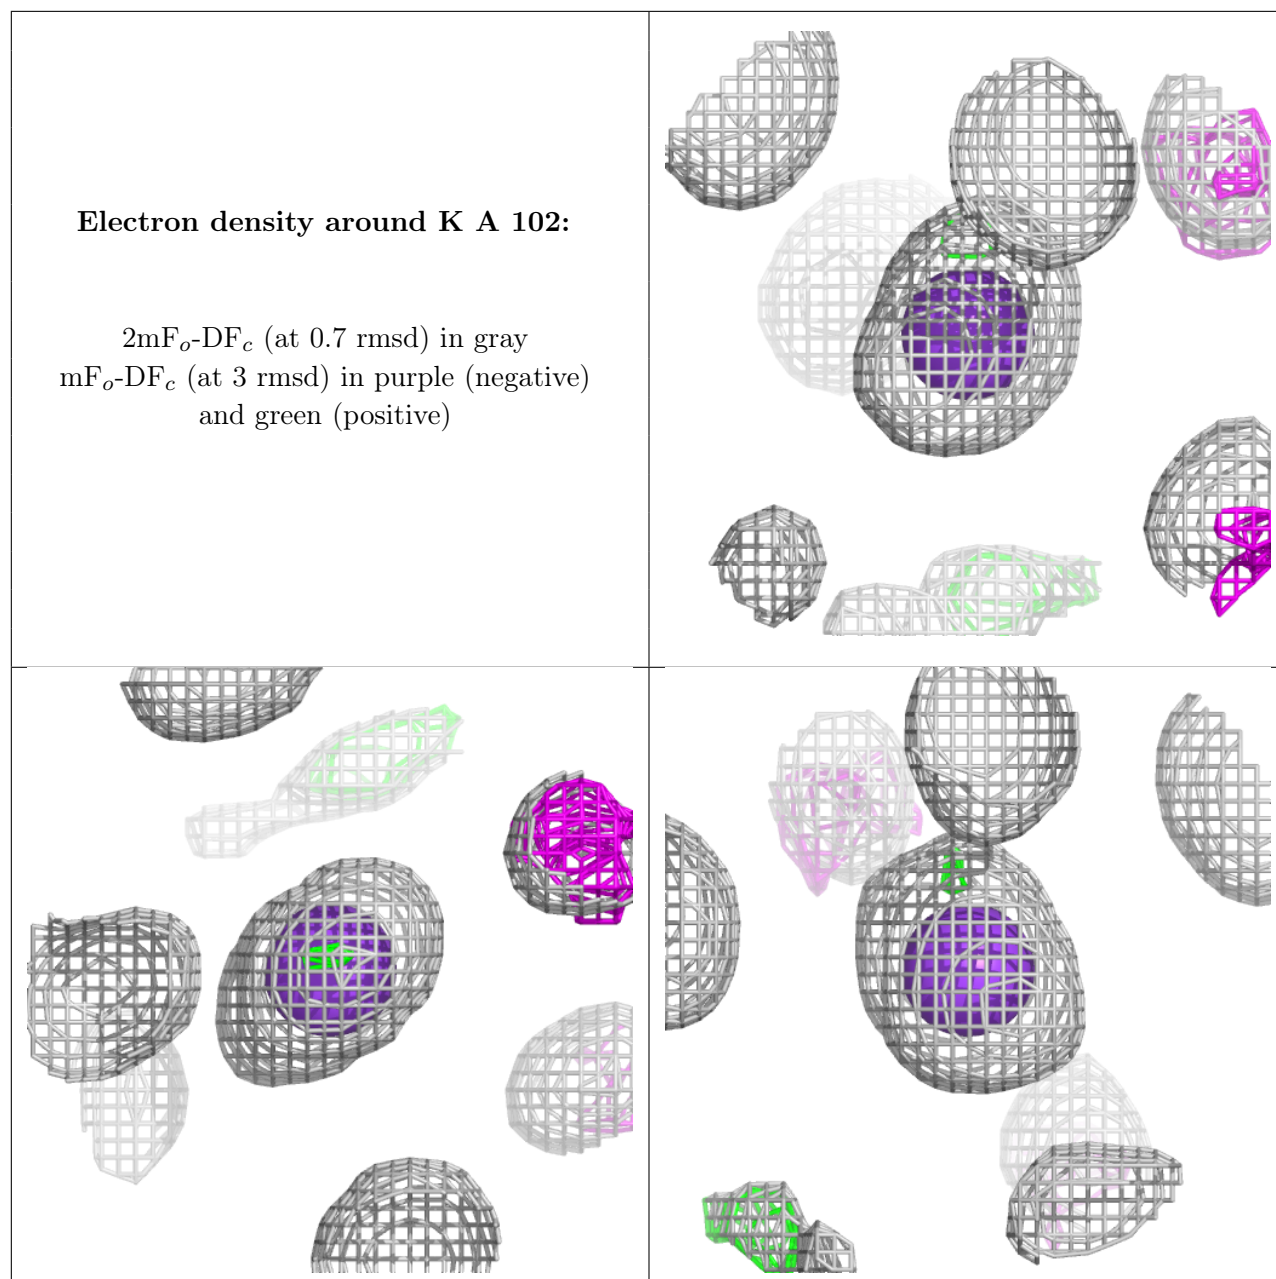 Electron density around K A 102:
2mFo-DFc (at 0.7 rmsd) in gray
mFo-DFc (at 3 rmsd) in purple (negative)
and green (positive)